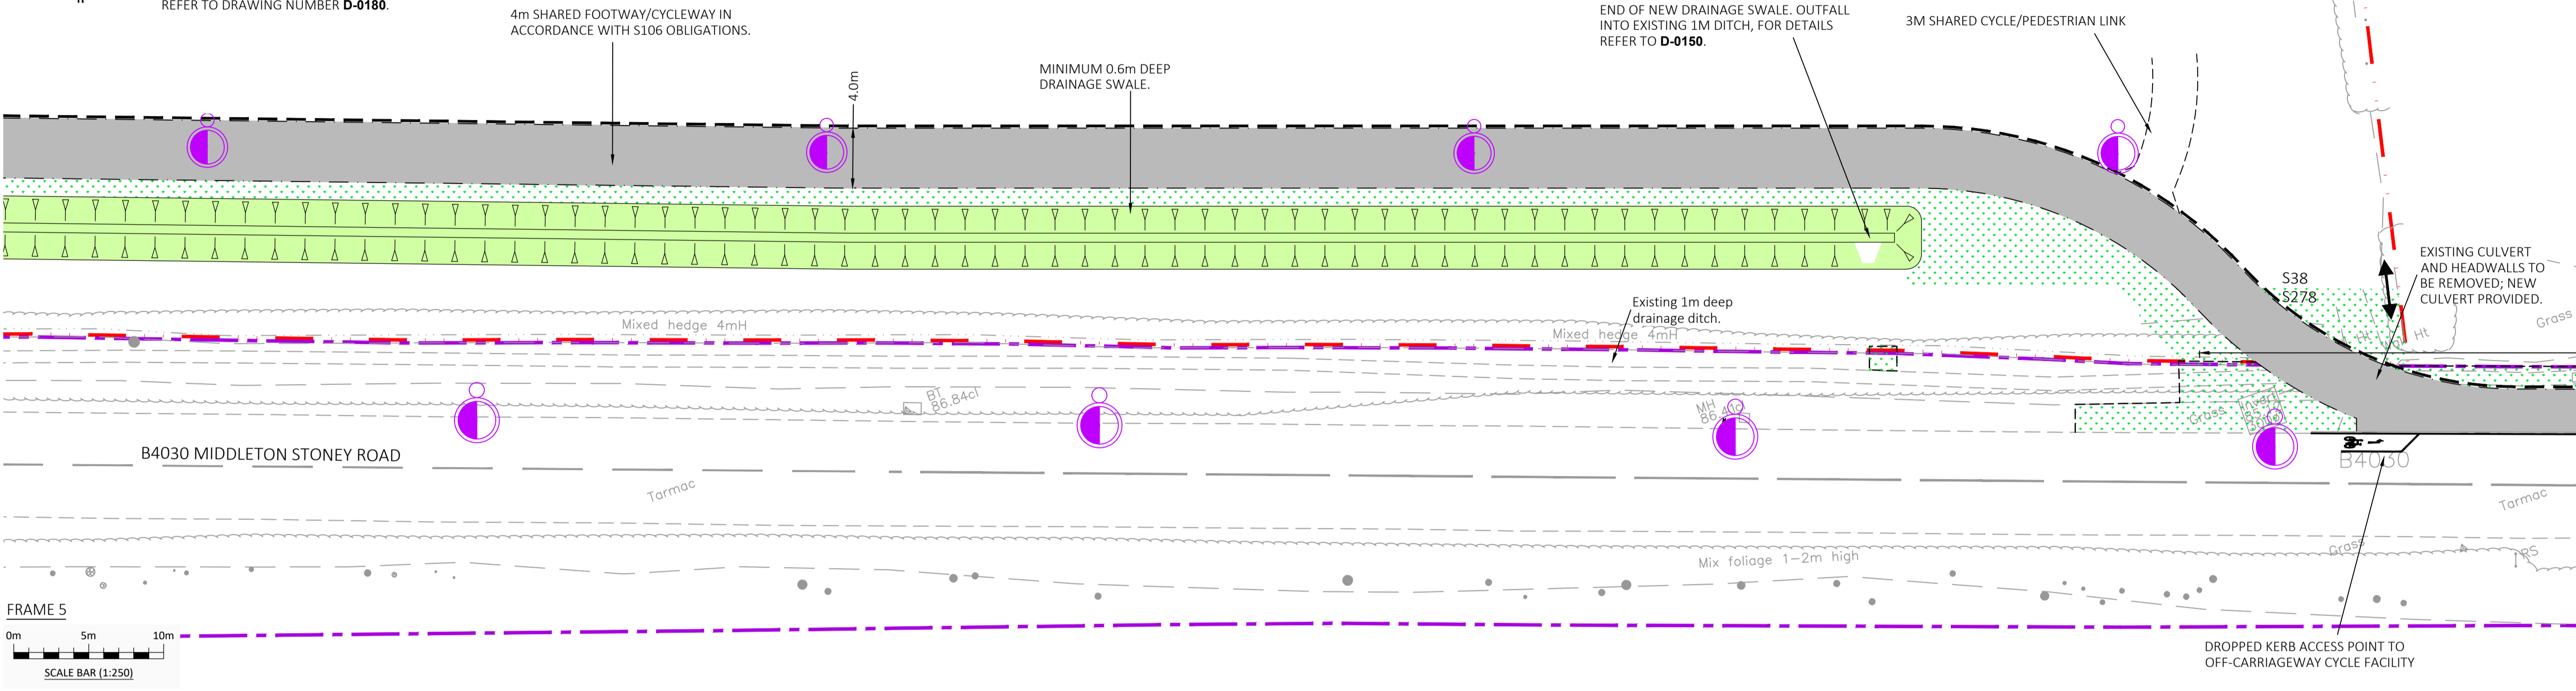 REFER TO DRAWING NUMBER D-0180.
4m SHARED FOOTWAY/CYCLEWAY IN
ACCORDANCE WITH S106 OBLIGATIONS.
4.0m
MINIMUM 0.6m DEEP
DRAINAGE SWALE.
END OF NEW DRAINAGE SWALE. OUTFALL
INTO EXISTING 1M DITCH, FOR DETAILS
REFER TO D-0150.
3M SHARED CYCLE/PEDESTRIAN LINK
EXISTING CULVERT
AND HEADWALLS TO
BE REMOVED; NEW
CULVERT PROVIDED.
S38
S278
Grass
Ht
Ht
Existing 1m deep
drainage ditch.
Mixed hedge 4mH
Mixed hedge 4mH
BT
86.84cl
MH
Grass
B4030 MIDDLETON STONEY ROAD
B4030
Tarmac
Tarmac
Mix foliage 1-2m high
Grass
RS
FRAME 5
0m 5m 10m
SCALE BAR (1:250)
DROPPED KERB ACCESS POINT TO
OFF-CARRIAGEWAY CYCLE FACILITY